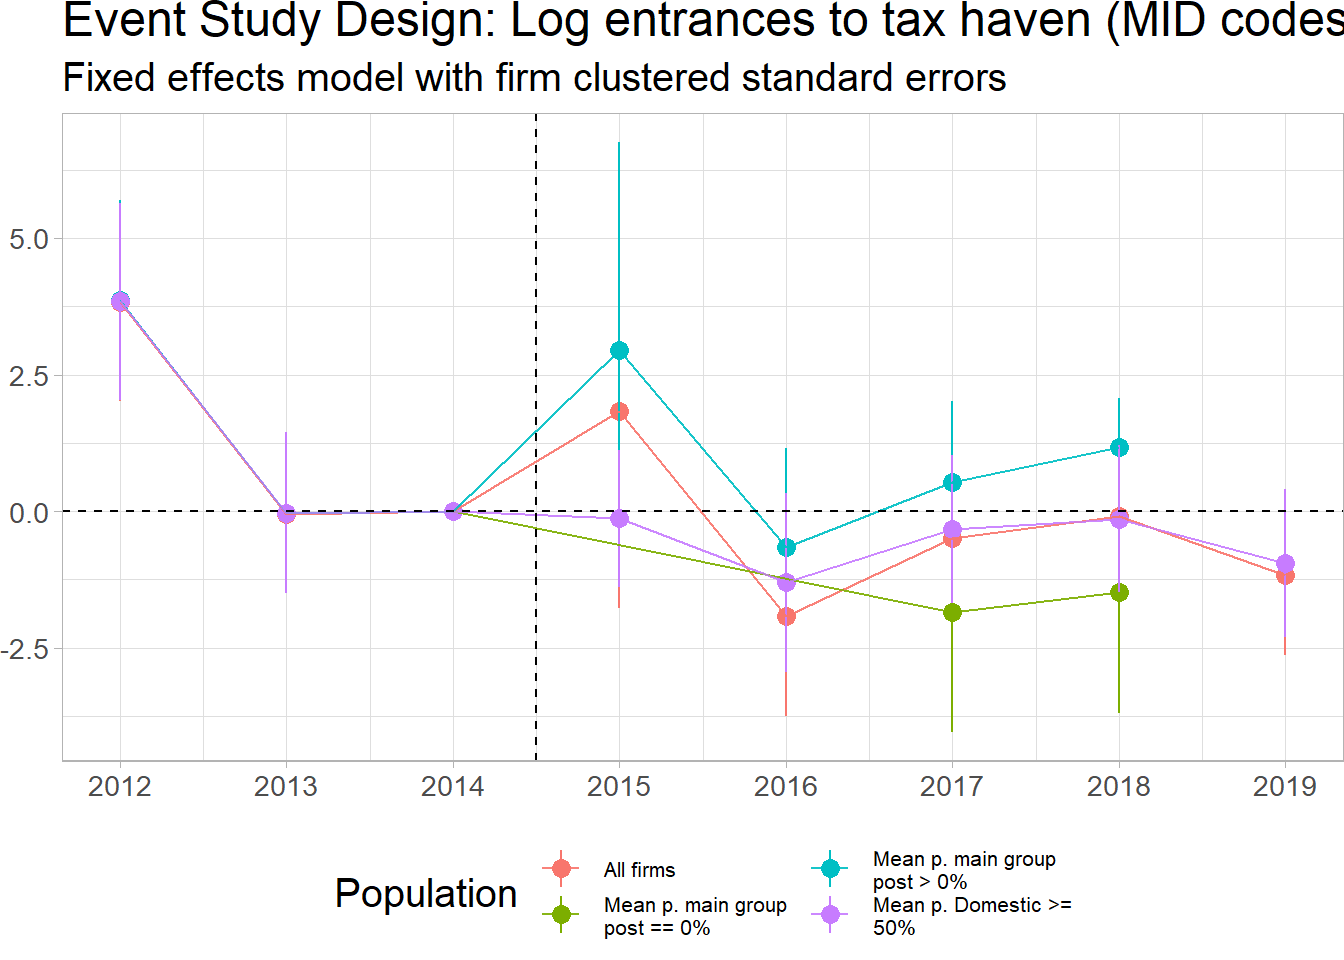 Event Study Design: Log entrances to tax haven (MID codes
Fixed effects model with firm clustered standard errors
5.0
2.5
0.0
-2.5
2012 2013 2014 2015 2016 2017 2018 2019
Population
All firms
Mean p. main group
post == 0%
Mean p. main group
post > 0%
Mean p. Domestic >=
50%